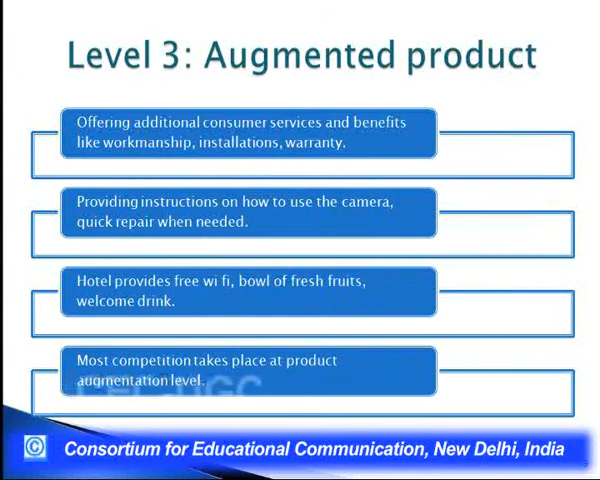 Level 3: Augmented product
Offering additional consumer services and benefits
like workmanship, installations, warranty.
Providing instructions on how to use the camera,
quick repair when needed.
Hotel provides free wi fi, bowl of fresh fruits,
welcome drink.
Most competition takes place at product
augmentation level.
CEC-UGC
© Consortium for Educational Communication, New Delhi, India